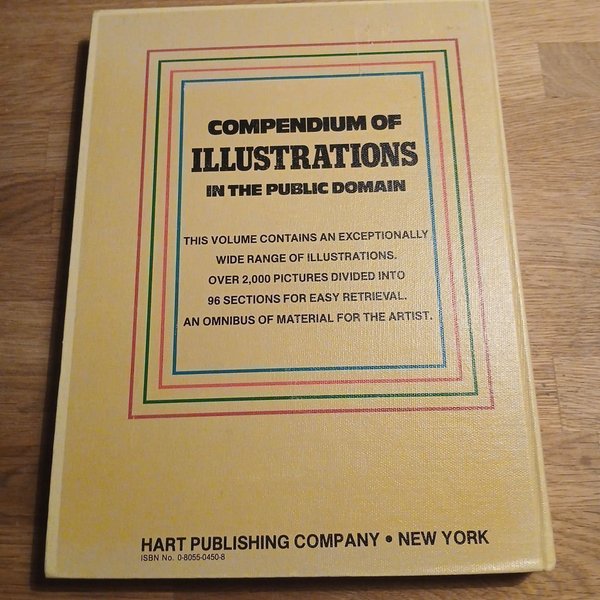 COMPENDIUM OF
ILLUSTRATIONS
IN THE PUBLIC DOMAIN
THIS VOLUME CONTAINS AN EXCEPTIONALLY
WIDE RANGE OF ILLUSTRATIONS.
OVER 2,000 PICTURES DIVIDED INTO
96 SECTIONS FOR EASY RETRIEVAL.
AN OMNIBUS OF MATERIAL FOR THE ARTIST.
HART PUBLISHING COMPANY • NEW YORK
ISBN No. 0-8055-0450-8